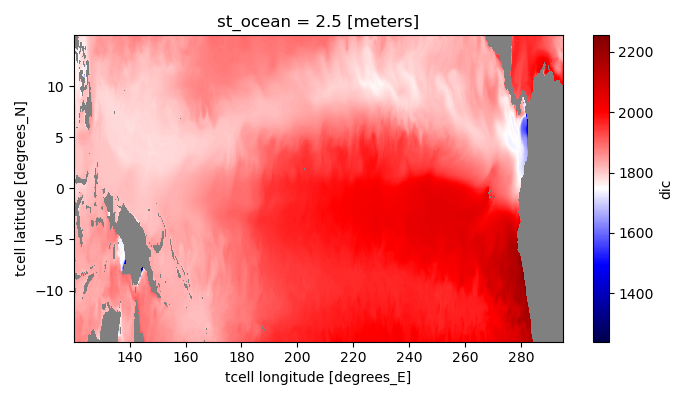 st_ocean = 2.5 [meters]
10
5
0
−5
−10
tcell latitude [degrees_N]
140 160 180 200 220 240 260 280
tcell longitude [degrees_E]
2200
2000
1800
1600
1400
dic